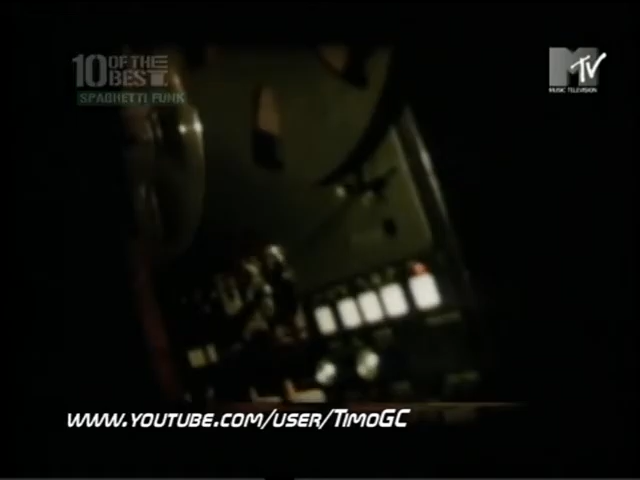 10 OF THE BEST
SPAGHETTI FUNK
MTV
MUSIC TELEVISION
WWW.YOUTUBE.COM/USER/TIMOGC